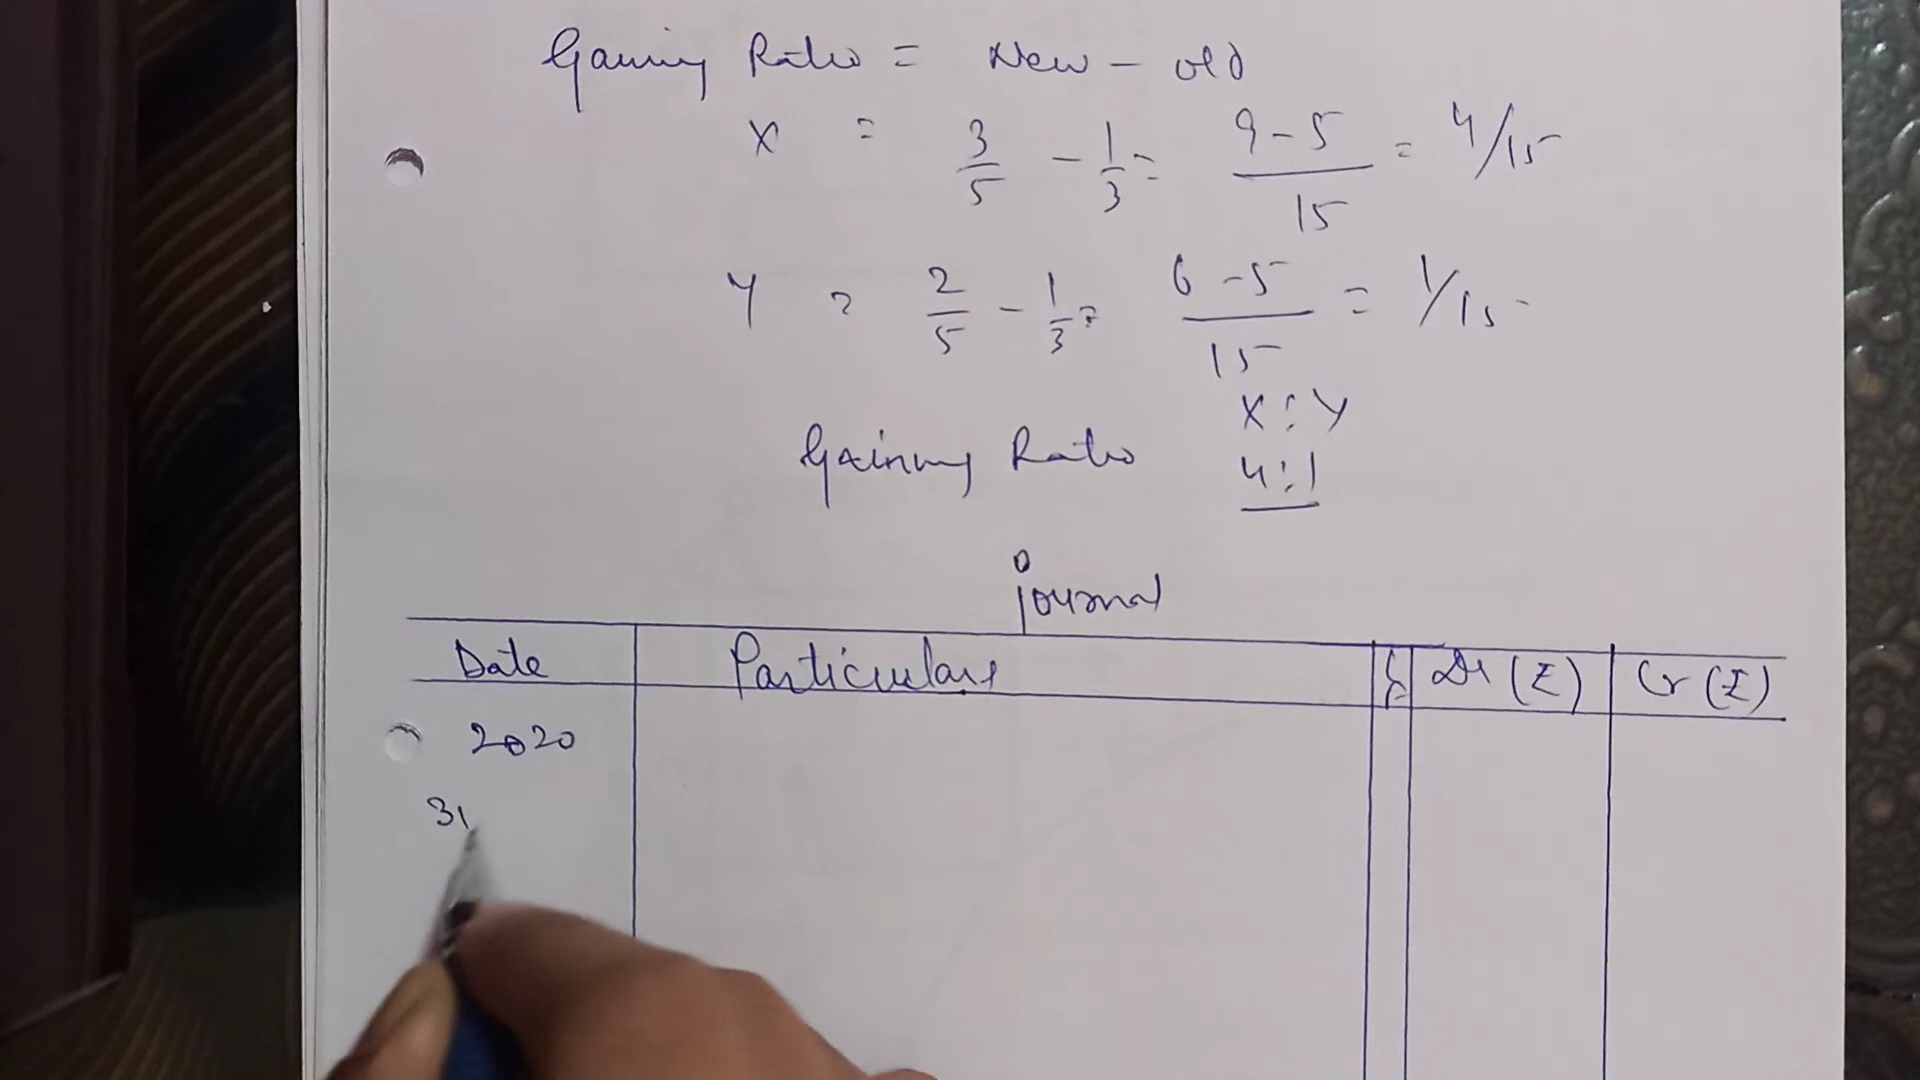 Gaining Ratio = New - old
X = 3/5 - 1/3 = 9-5/15 = 4/15
Y = 2/5 - 1/3 = 6-5/15 = 1/15
X : Y
Gaining Ratio 4:1
journal
Date Particulars Dr (₹) Cr (₹)
2020
31